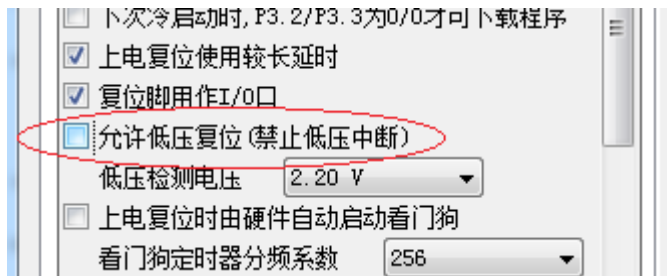 下次冷启动时,P3.2/P3.3为0/0才可下载程序
上电复位使用较长延时
复位脚用作I/O口
允许低压复位(禁止低压中断)
低压检测电压 2.20 V
上电复位时由硬件自动启动看门狗
看门狗定时器分频系数 256